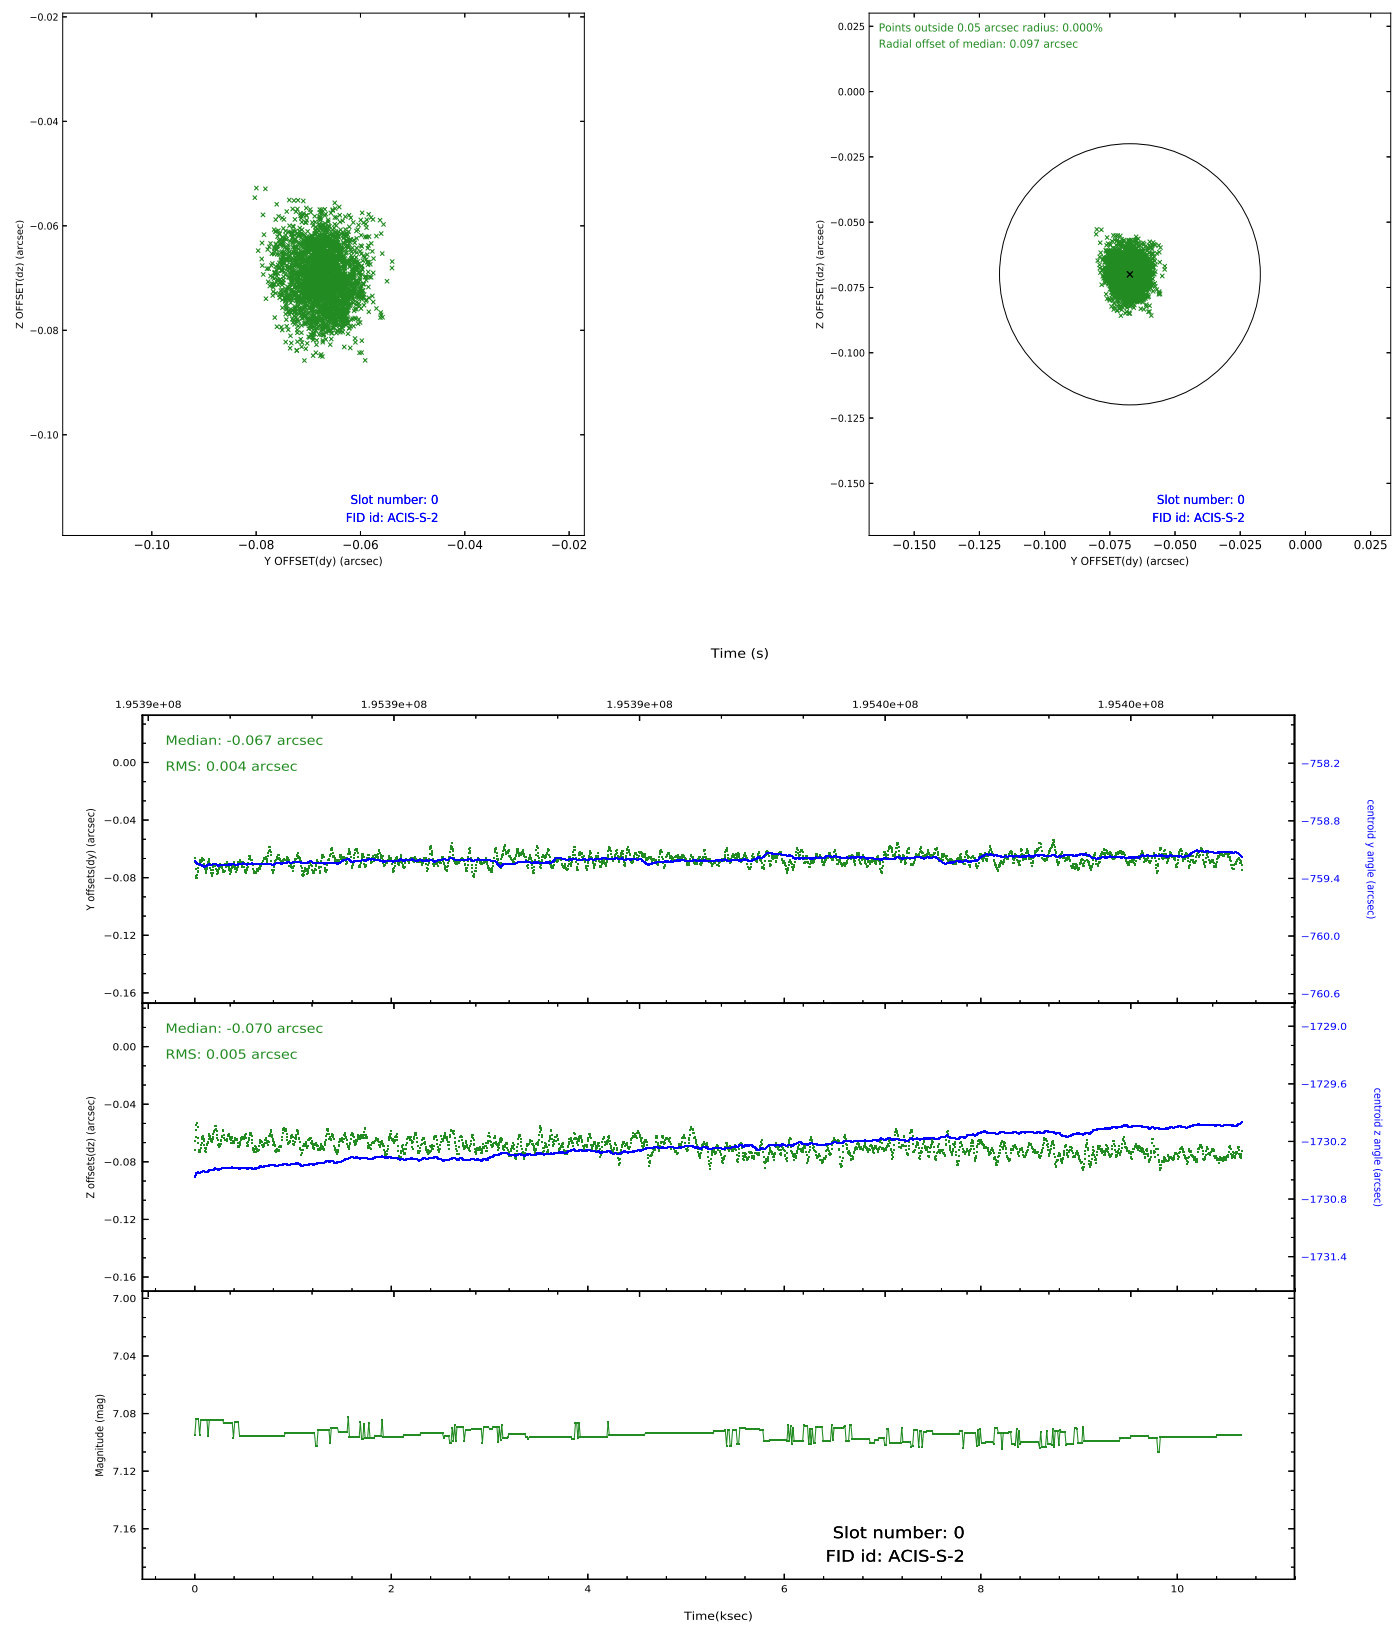 −0.02
−0.04
−0.06
−0.08
−0.10
Z OFFSET(dz) (arcsec)
Slot number: 0
FID id: ACIS-S-2
−0.10 −0.08 −0.06 −0.04 −0.02
Y OFFSET(dy) (arcsec)
Points outside 0.05 arcsec radius: 0.000%
Radial offset of median: 0.097 arcsec
0.025
0.000
−0.025
−0.050
−0.075
−0.100
−0.125
−0.150
Z OFFSET(dz) (arcsec)
Slot number: 0
FID id: ACIS-S-2
−0.150 −0.125 −0.100 −0.075 −0.050 −0.025 0.000 0.025
Y OFFSET(dy) (arcsec)
Time (s)
1.9539e+08 1.9539e+08 1.9539e+08 1.9540e+08 1.9540e+08
Median: -0.067 arcsec
RMS: 0.004 arcsec
0.00
−0.04
−0.08
−0.12
−0.16
Y offsets(dy) (arcsec)
−758.2
−758.8
−759.4
−760.0
−760.6
centroid y angle (arcsec)
Median: -0.070 arcsec
RMS: 0.005 arcsec
0.00
−0.04
−0.08
−0.12
−0.16
Z offsets(dz) (arcsec)
−1729.0
−1729.6
−1730.2
−1730.8
−1731.4
centroid z angle (arcsec)
7.00
7.04
7.08
7.12
7.16
Magnitude (mag)
Slot number: 0
FID id: ACIS-S-2
0 2 4 6 8 10
Time(ksec)